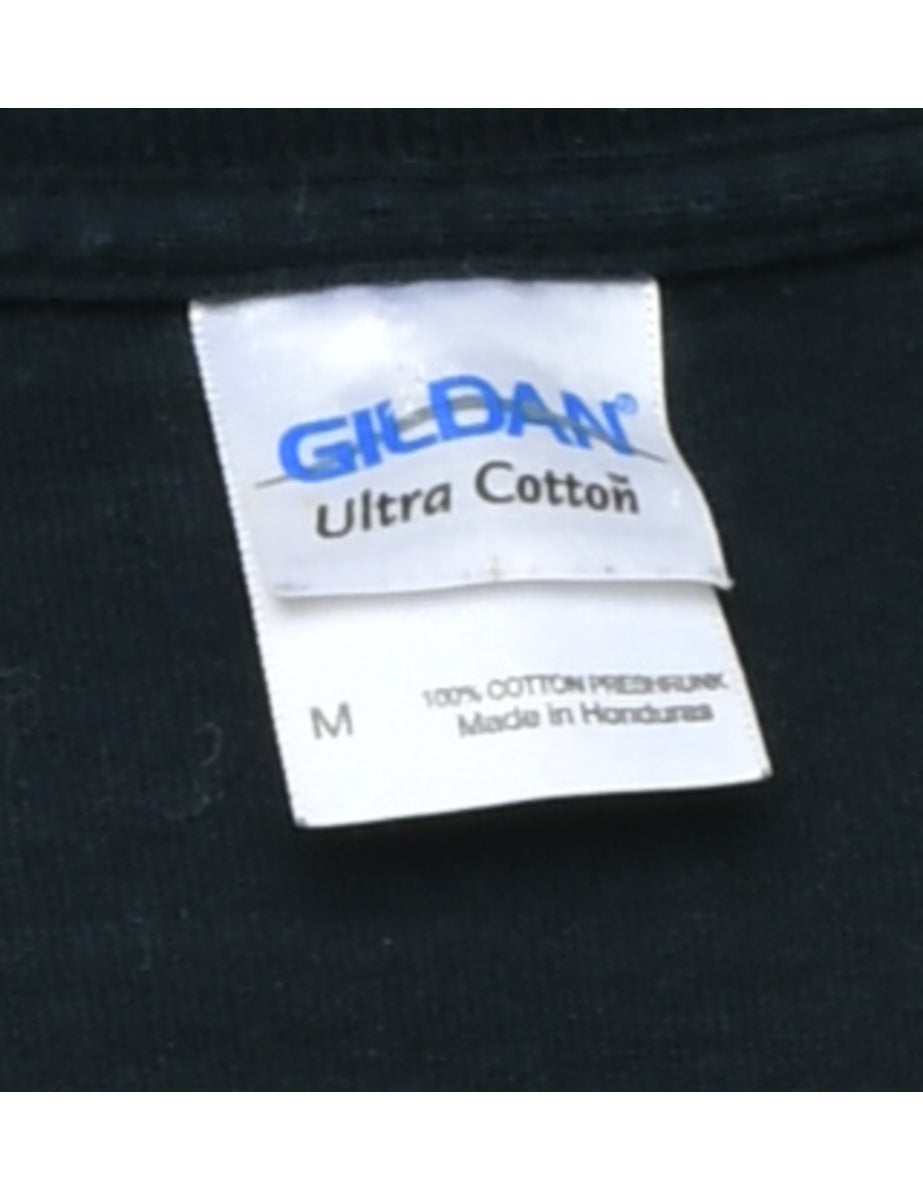 GILDAN®
Ultra Cotton
M
100% COTTON PRESHRUNK
Made in Honduras